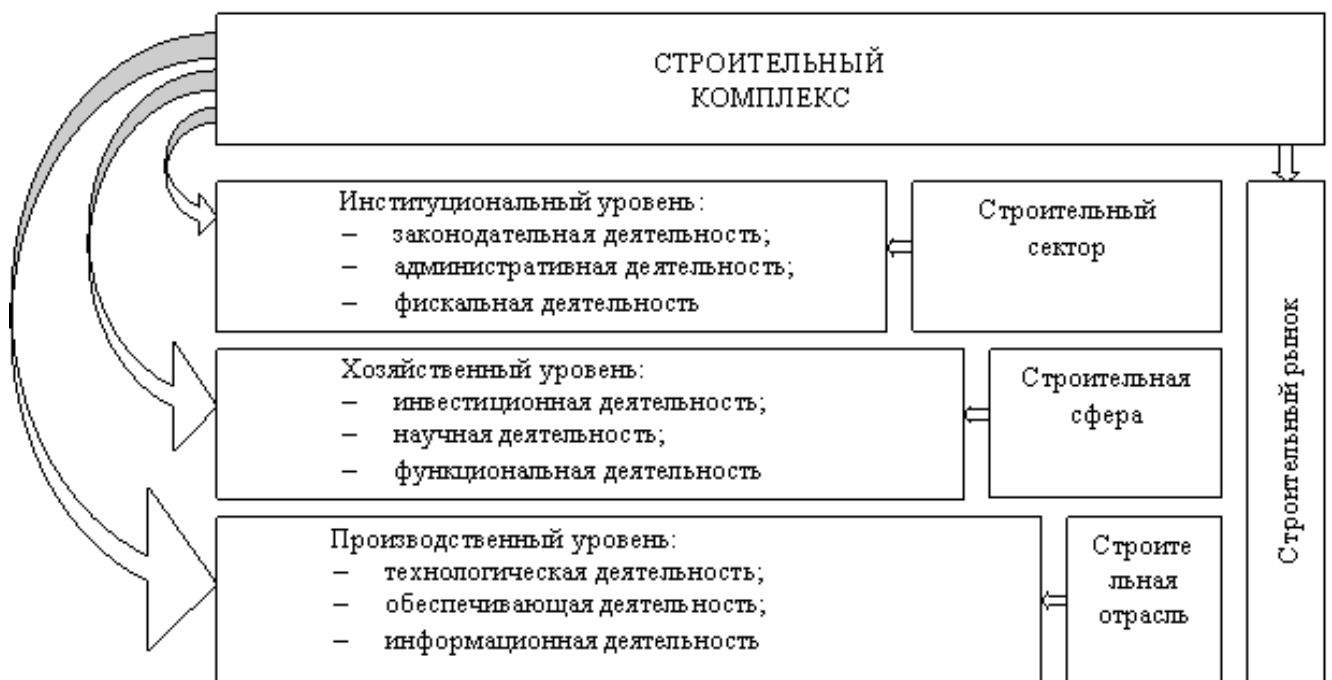 СТРОИТЕЛЬНЫЙ
КОМПЛЕКС
Институциональный уровень:
– законодательная деятельность;
– административная деятельность;
– фискальная деятельность
Строительный
сектор
Хозяйственный уровень:
– инвестиционная деятельность;
– научная деятельность;
– функциональная деятельность
Строительная
сфера
Производственный уровень:
– технологическая деятельность;
– обеспечивающая деятельность;
– информационная деятельность
Строите
льная
отрасль
Строительный рынок